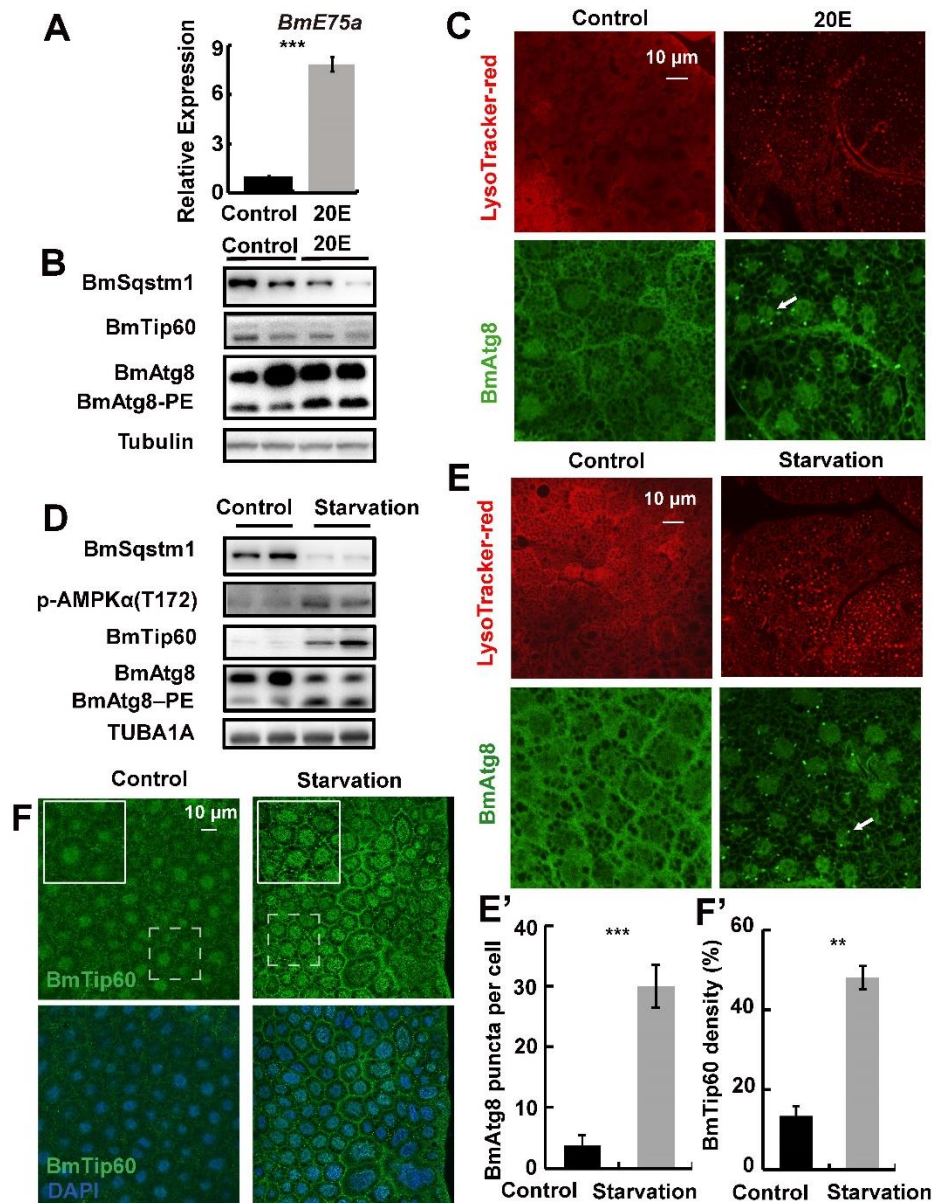 A
BmE75a
***
Relative Expression
9
6
3
0
Control 20E
B
Control 20E
BmSqstm1
BmTip60
BmAtg8
BmAtg8-PE
Tubulin
C
Control 20E
10 µm
LysoTracker-red
BmAtg8
D
Control Starvation
BmSqstm1
p-AMPKα(T172)
BmTip60
BmAtg8
BmAtg8–PE
TUBA1A
E
Control Starvation
10 µm
LysoTracker-red
BmAtg8
F
Control Starvation
10 µm
BmTip60
BmTip60
DAPI
E'
BmAtg8 puncta per cell
40
30
20
10
0
***
Control Starvation
F'
BmTip60 density (%)
60
40
20
0
**
Control Starvation